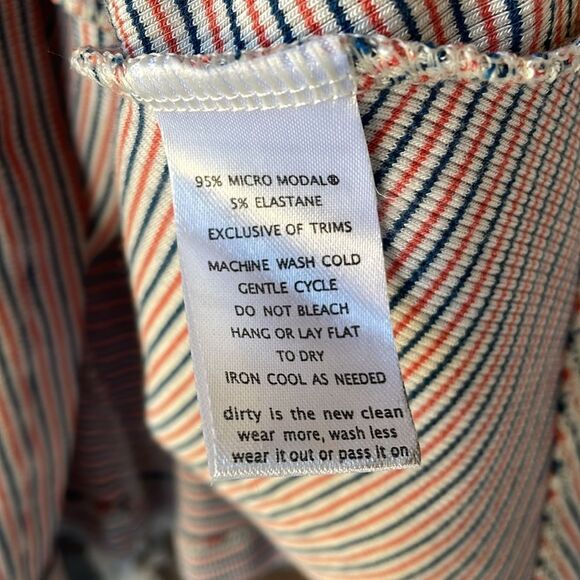 95% MICRO MODAL®
5% ELASTANE
EXCLUSIVE OF TRIMS
MACHINE WASH COLD
GENTLE CYCLE
DO NOT BLEACH
HANG OR LAY FLAT
TO DRY
IRON COOL AS NEEDED
dirty is the new clean
wear more, wash less
wear it out or pass it on